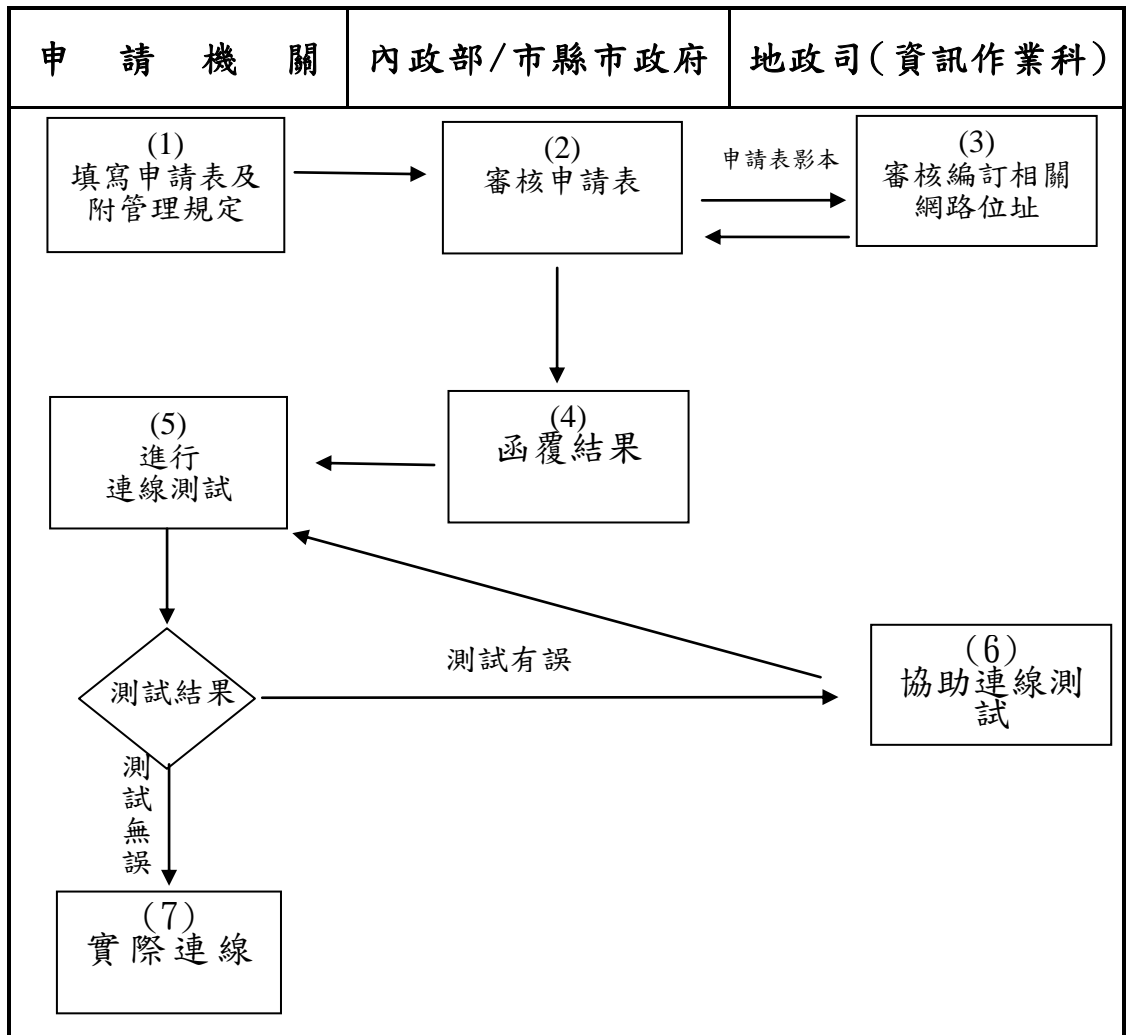 申請機關
內政部/市縣市政府
地政司(資訊作業科)
(1)
填寫申請表及
附管理規定
(2)
審核申請表
申請表影本
(3)
審核編訂相關
網路位址
(4)
函覆結果
(5)
進行
連線測試
測試結果
測試有誤
(6)
協助連線測
試
測
試
無
誤
(7)
實際連線